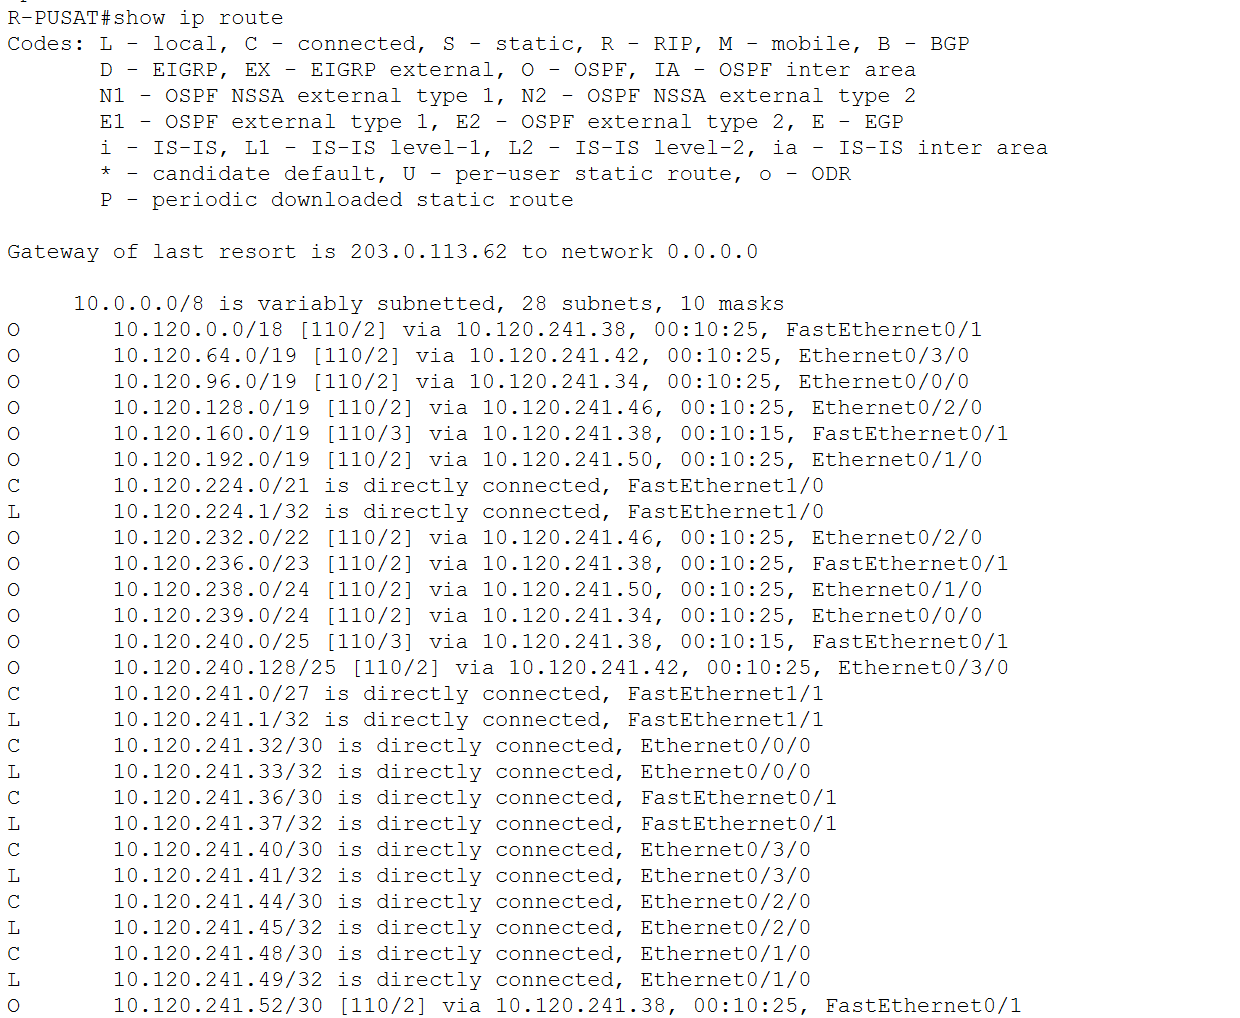 R-PUSAT#show ip route
Codes: L - local, C - connected, S - static, R - RIP, M - mobile, B - BGP
       D - EIGRP, EX - EIGRP external, O - OSPF, IA - OSPF inter area
       N1 - OSPF NSSA external type 1, N2 - OSPF NSSA external type 2
       E1 - OSPF external type 1, E2 - OSPF external type 2, E - EGP
       i - IS-IS, L1 - IS-IS level-1, L2 - IS-IS level-2, ia - IS-IS inter area
       * - candidate default, U - per-user static route, o - ODR
       P - periodic downloaded static route

Gateway of last resort is 203.0.113.62 to network 0.0.0.0

     10.0.0.0/8 is variably subnetted, 28 subnets, 10 masks
O       10.120.0.0/18 [110/2] via 10.120.241.38, 00:10:25, FastEthernet0/1
O       10.120.64.0/19 [110/2] via 10.120.241.42, 00:10:25, Ethernet0/3/0
O       10.120.96.0/19 [110/2] via 10.120.241.34, 00:10:25, Ethernet0/0/0
O       10.120.128.0/19 [110/2] via 10.120.241.46, 00:10:25, Ethernet0/2/0
O       10.120.160.0/19 [110/3] via 10.120.241.38, 00:10:15, FastEthernet0/1
O       10.120.192.0/19 [110/2] via 10.120.241.50, 00:10:25, Ethernet0/1/0
C       10.120.224.0/21 is directly connected, FastEthernet1/0
L       10.120.224.1/32 is directly connected, FastEthernet1/0
O       10.120.232.0/22 [110/2] via 10.120.241.46, 00:10:25, Ethernet0/2/0
O       10.120.236.0/23 [110/2] via 10.120.241.38, 00:10:25, FastEthernet0/1
O       10.120.238.0/24 [110/2] via 10.120.241.50, 00:10:25, Ethernet0/1/0
O       10.120.239.0/24 [110/2] via 10.120.241.34, 00:10:25, Ethernet0/0/0
O       10.120.240.0/25 [110/3] via 10.120.241.38, 00:10:15, FastEthernet0/1
O       10.120.240.128/25 [110/2] via 10.120.241.42, 00:10:25, Ethernet0/3/0
C       10.120.241.0/27 is directly connected, FastEthernet1/1
L       10.120.241.1/32 is directly connected, FastEthernet1/1
C       10.120.241.32/30 is directly connected, Ethernet0/0/0
L       10.120.241.33/32 is directly connected, Ethernet0/0/0
C       10.120.241.36/30 is directly connected, FastEthernet0/1
L       10.120.241.37/32 is directly connected, FastEthernet0/1
C       10.120.241.40/30 is directly connected, Ethernet0/3/0
L       10.120.241.41/32 is directly connected, Ethernet0/3/0
C       10.120.241.44/30 is directly connected, Ethernet0/2/0
L       10.120.241.45/32 is directly connected, Ethernet0/2/0
C       10.120.241.48/30 is directly connected, Ethernet0/1/0
L       10.120.241.49/32 is directly connected, Ethernet0/1/0
O       10.120.241.52/30 [110/2] via 10.120.241.38, 00:10:25, FastEthernet0/1